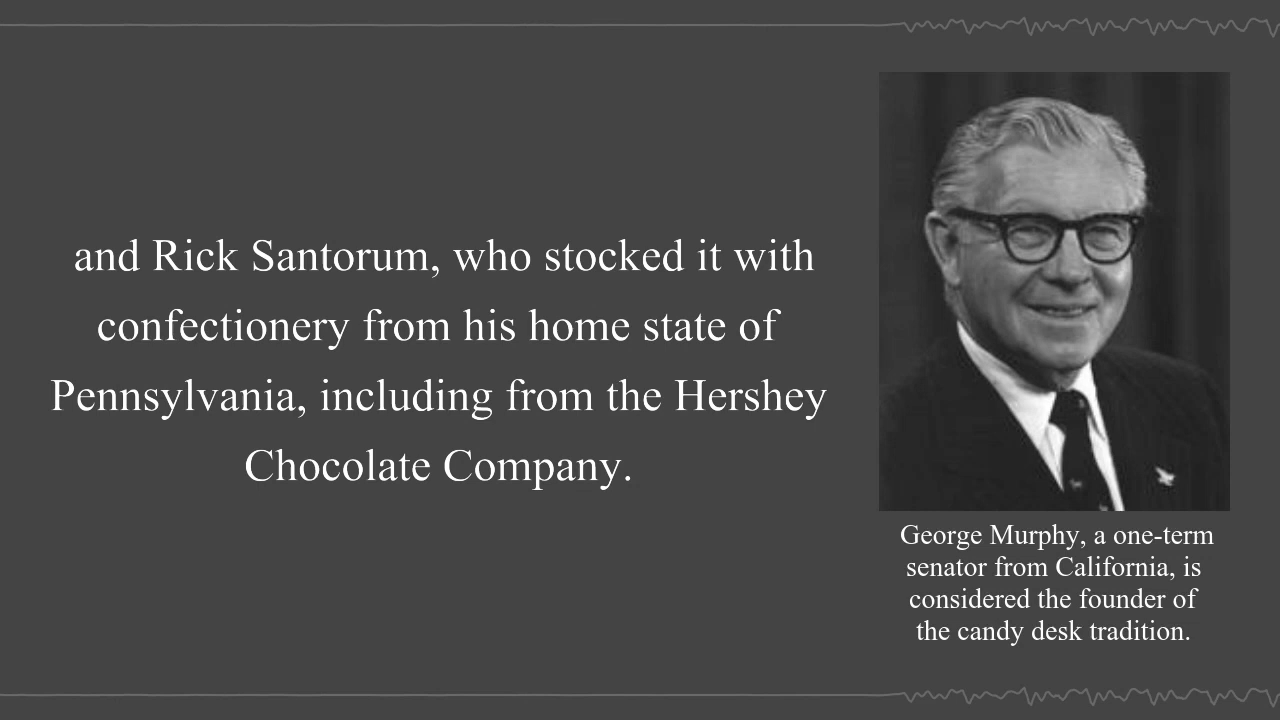 and Rick Santorum, who stocked it with
confectionery from his home state of
Pennsylvania, including from the Hershey
Chocolate Company.
George Murphy, a one-term
senator from California, is
considered the founder of
the candy desk tradition.